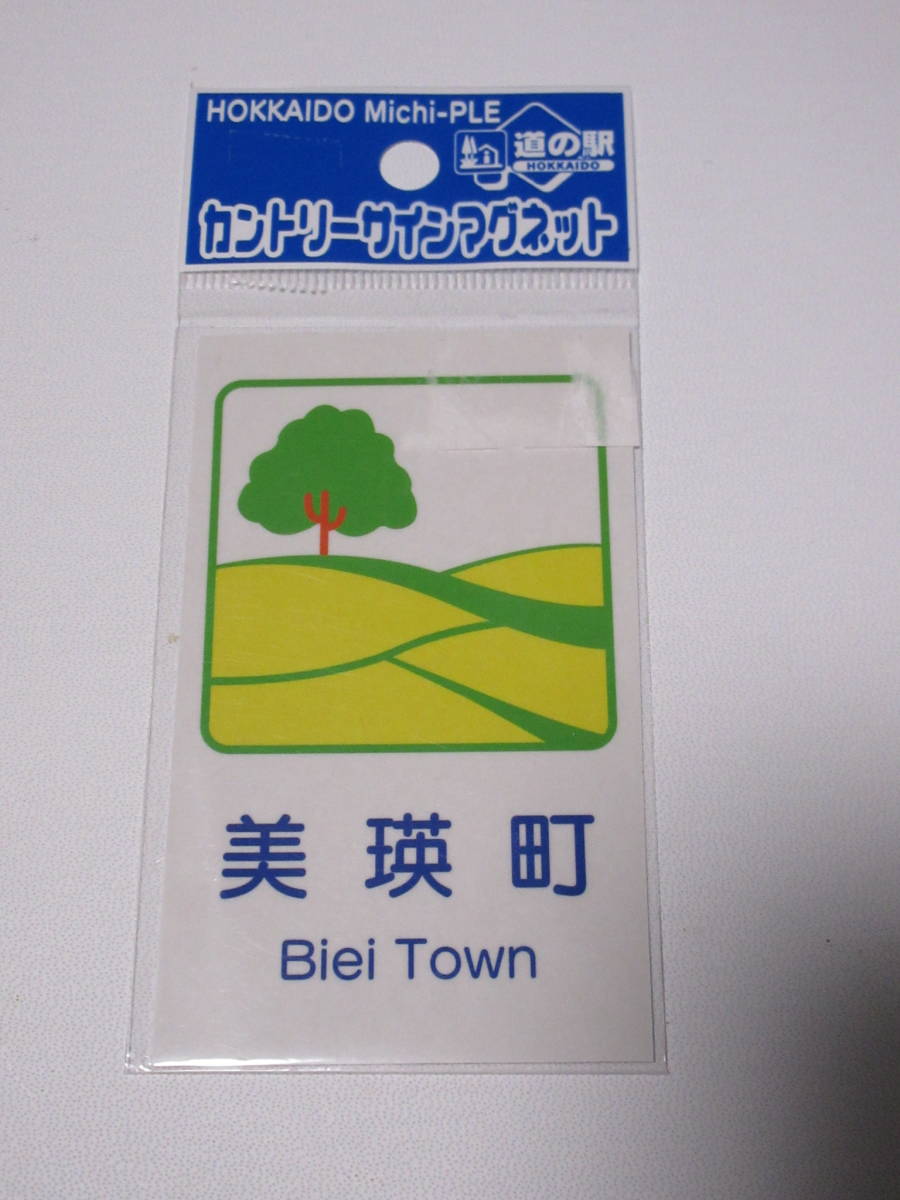 HOKKAIDO Michi-PLE
道の駅
HOKKAIDO
カントリーサインマグネット
美瑛町
Biei Town